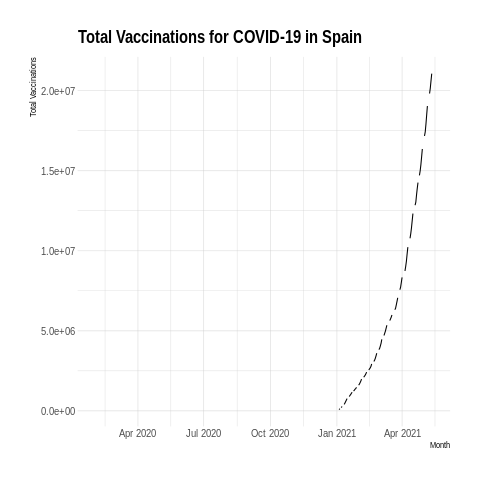 Total Vaccinations for COVID-19 in Spain
Total Vaccinations
2.0e+07
1.5e+07
1.0e+07
5.0e+06
0.0e+00
Apr 2020 Jul 2020 Oct 2020 Jan 2021 Apr 2021
Month